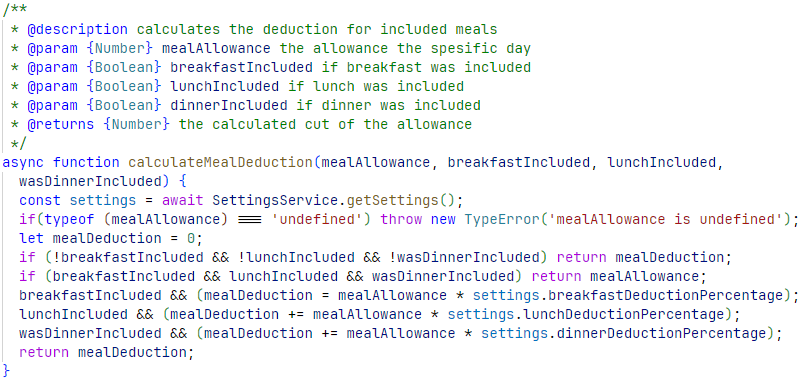 /**
 * @description calculates the deduction for included meals
 * @param {Number} mealAllowance the allowance the spesific day
 * @param {Boolean} breakfastIncluded if breakfast was included
 * @param {Boolean} lunchIncluded if lunch was included
 * @param {Boolean} dinnerIncluded if dinner was included
 * @returns {Number} the calculated cut of the allowance
 */
async function calculateMealDeduction(mealAllowance, breakfastIncluded, lunchIncluded,
  wasDinnerIncluded) {
  const settings = await SettingsService.getSettings();
  if(typeof (mealAllowance) === 'undefined') throw new TypeError('mealAllowance is undefined');
  let mealDeduction = 0;
  if (!breakfastIncluded && !lunchIncluded && !wasDinnerIncluded) return mealDeduction;
  if (breakfastIncluded && lunchIncluded && wasDinnerIncluded) return mealAllowance;
  breakfastIncluded && (mealDeduction = mealAllowance * settings.breakfastDeductionPercentage);
  lunchIncluded && (mealDeduction += mealAllowance * settings.lunchDeductionPercentage);
  wasDinnerIncluded && (mealDeduction += mealAllowance * settings.dinnerDeductionPercentage);
  return mealDeduction;
}